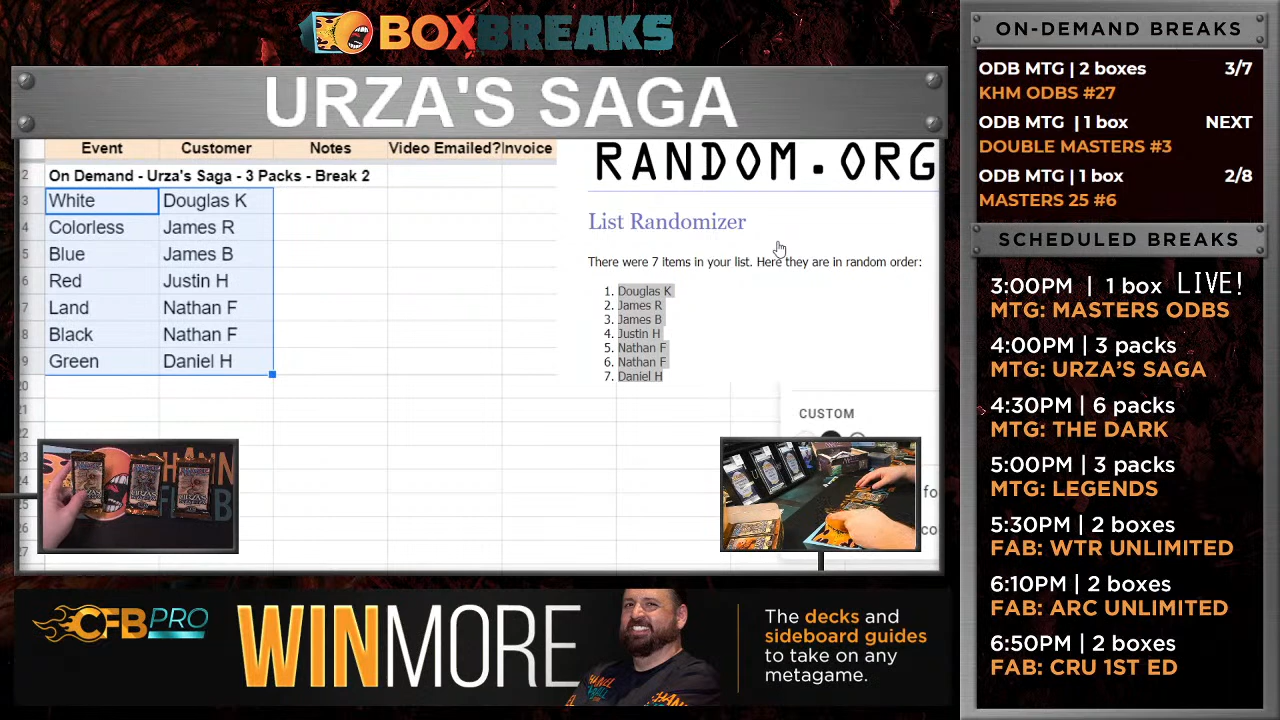 BOXBREAKS
URZA'S SAGA
Event Customer Notes Video Emailed? Invoice
On Demand - Urza's Saga - 3 Packs - Break 2
White Douglas K
Colorless James R
Blue James B
Red Justin H
Land Nathan F
Black Nathan F
Green Daniel H
RANDOM.ORG
List Randomizer
There were 7 items in your list. Here they are in random order:
1. Douglas K
2. James R
3. James B
4. Justin H
5. Nathan F
6. Nathan F
7. Daniel H
CUSTOM
CFB PRO
WINMORE
The decks and
sideboard guides
to take on any
metagame.
ON-DEMAND BREAKS
ODB MTG | 2 boxes 3/7
KHM ODBS #27
ODB MTG | 1 box NEXT
DOUBLE MASTERS #3
ODB MTG | 1 box 2/8
MASTERS 25 #6
SCHEDULED BREAKS
3:00PM | 1 box LIVE!
MTG: MASTERS ODBS
4:00PM | 3 packs
MTG: URZA'S SAGA
4:30PM | 6 packs
MTG: THE DARK
5:00PM | 3 packs
MTG: LEGENDS
5:30PM | 2 boxes
FAB: WTR UNLIMITED
6:10PM | 2 boxes
FAB: ARC UNLIMITED
6:50PM | 2 boxes
FAB: CRU 1ST ED